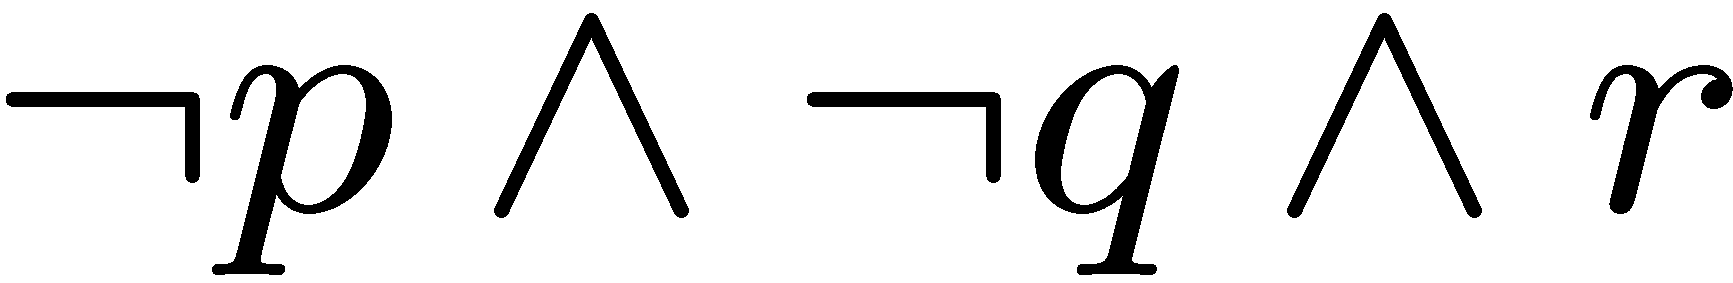 ¬p ∧ ¬q ∧ r